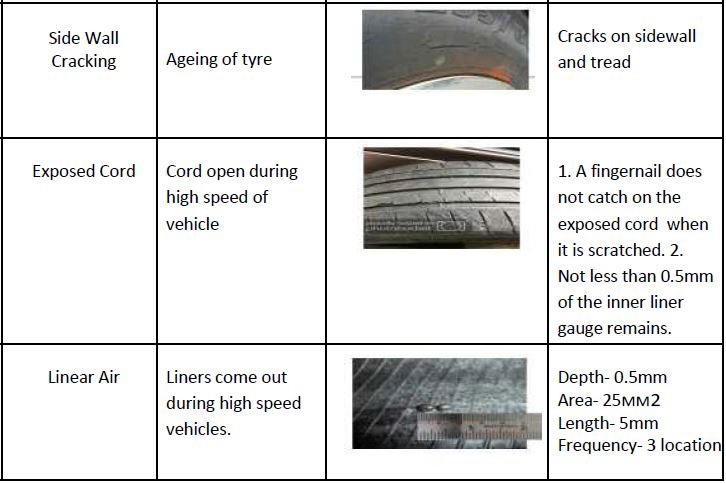 Side Wall
Cracking
Ageing of tyre
Cracks on sidewall
and tread
Exposed Cord
Cord open during
high speed of
vehicle
1. A fingernail does
not catch on the
exposed cord when
it is scratched. 2.
Not less than 0.5mm
of the inner liner
gauge remains.
Linear Air
Liners come out
during high speed
vehicles.
Depth- 0.5mm
Area- 25мм2
Length- 5mm
Frequency- 3 location